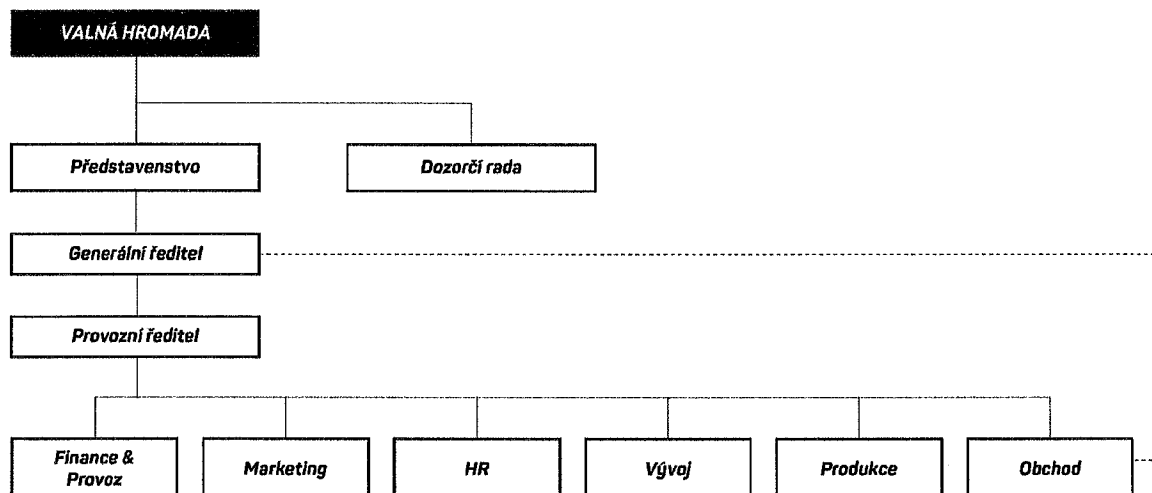 VALNÁ HROMADA
Představenstvo
Dozorčí rada
Generální ředitel
Provozní ředitel
Finance &
Provoz
Marketing
HR
Vývoj
Produkce
Obchod